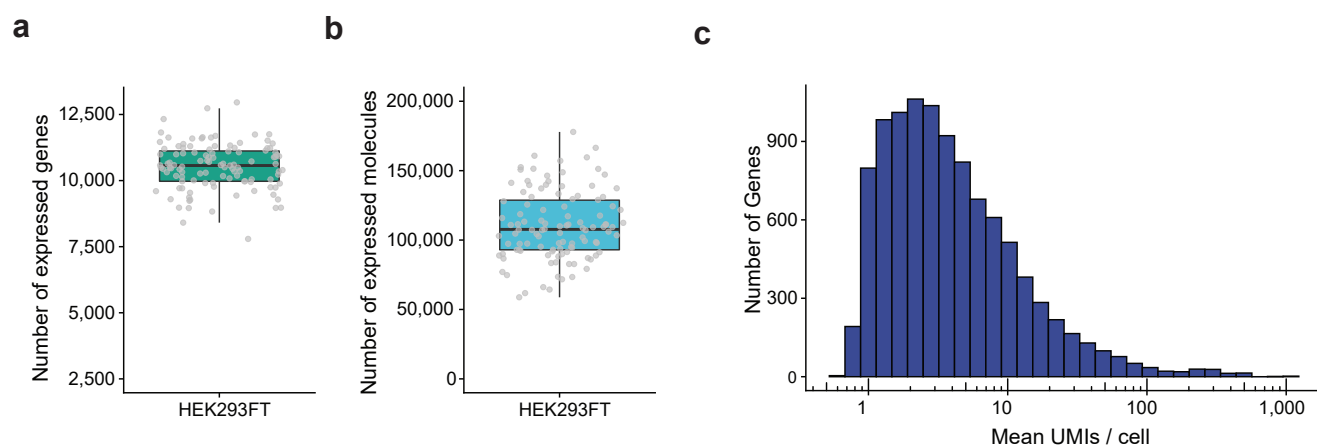 a
b
c
Number of expressed genes
12,500
10,000
7,500
5,000
2,500
HEK293FT
Number of expressed molecules
200,000
150,000
100,000
50,000
0
HEK293FT
Number of Genes
900
600
300
0
1
10
100
1,000
Mean UMIs / cell